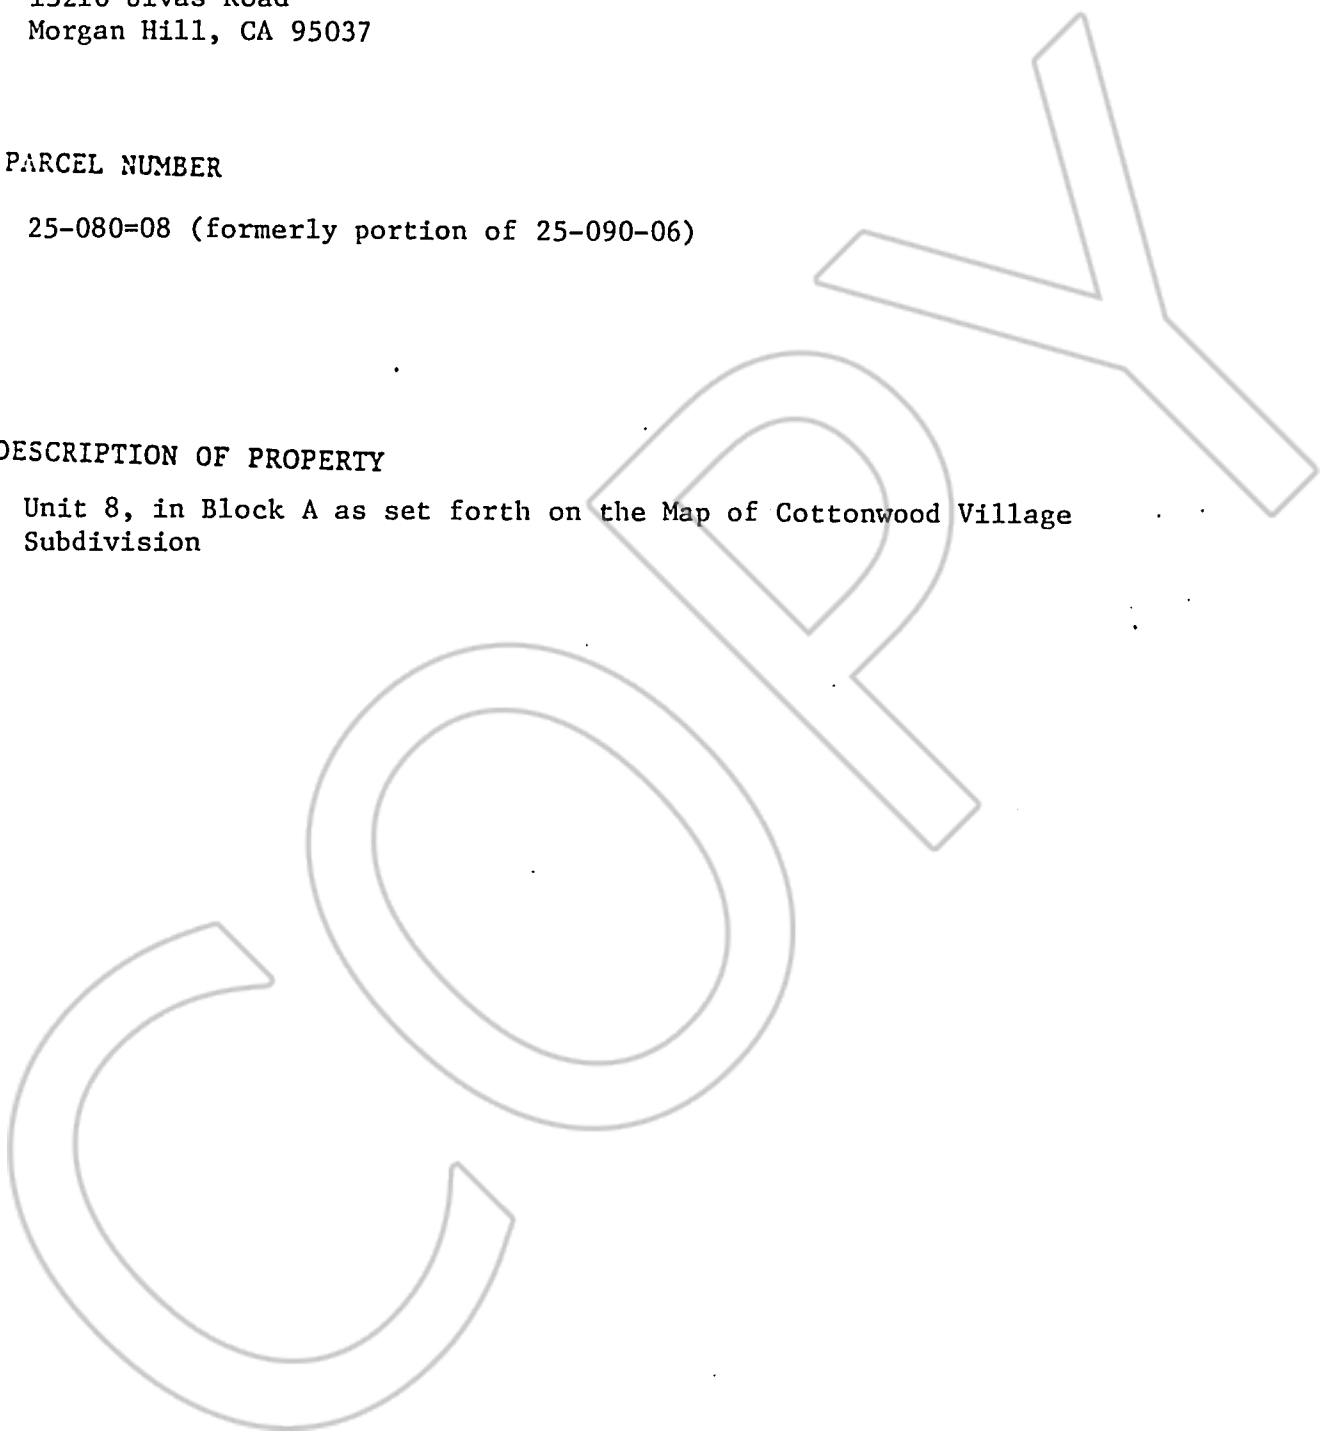 Road
Morgan Hill, CA 95037
PARCEL NUMBER
25-080=08 (formerly portion of 25-090-06)
DESCRIPTION OF PROPERTY
Unit 8, in Block A as set forth on the Map of Cottonwood Village
Subdivision
COPY